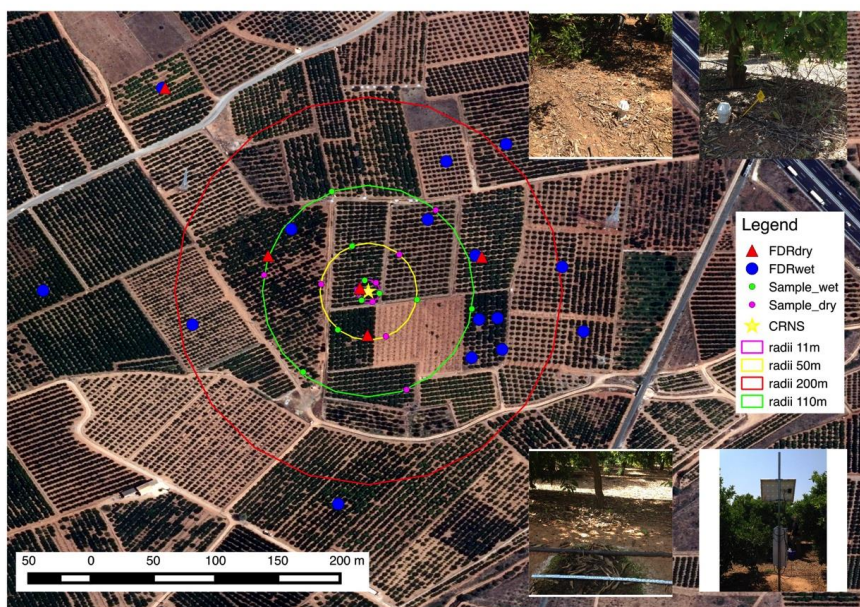 Legend
FDRdry
FDRwet
Sample_wet
Sample_dry
CRNS
radii 11m
radii 50m
radii 200m
radii 110m
50 0 50 100 200 m